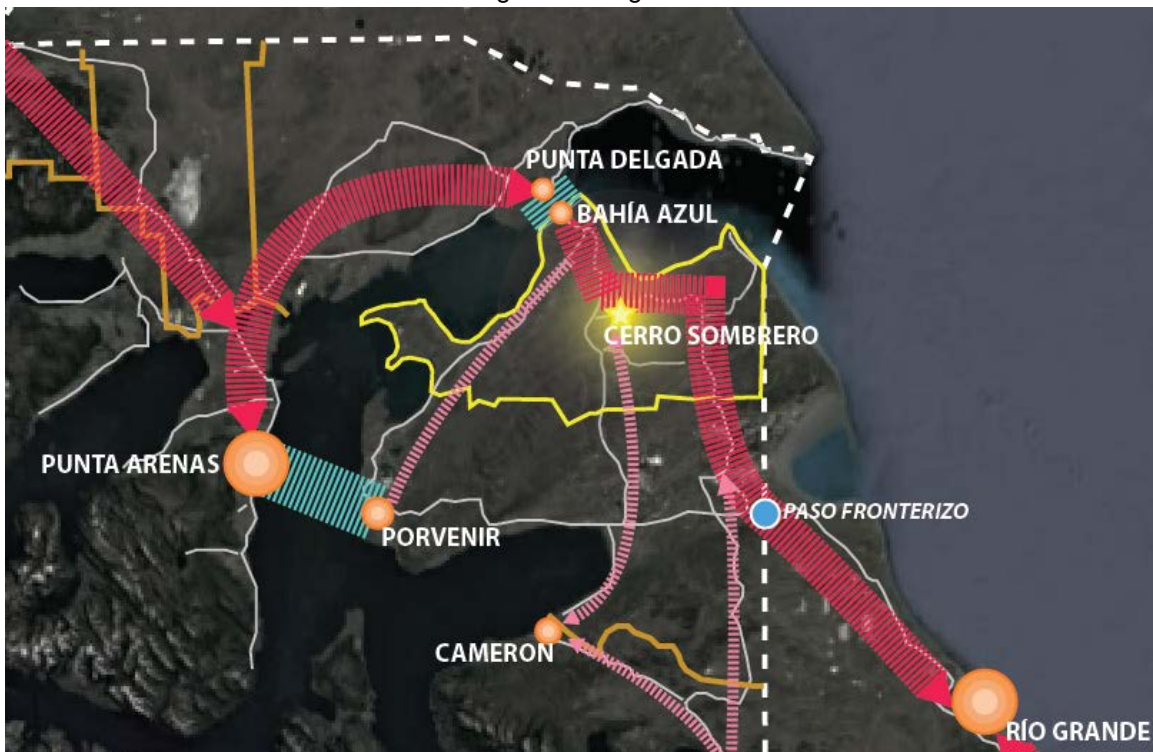 PUNTA DELGADA
BAHÍA AZUL
CERRO SOMBRERO
PUNTA ARENAS
PASO FRONTERIZO
PORVENIR
CAMERON
RÍO GRANDE